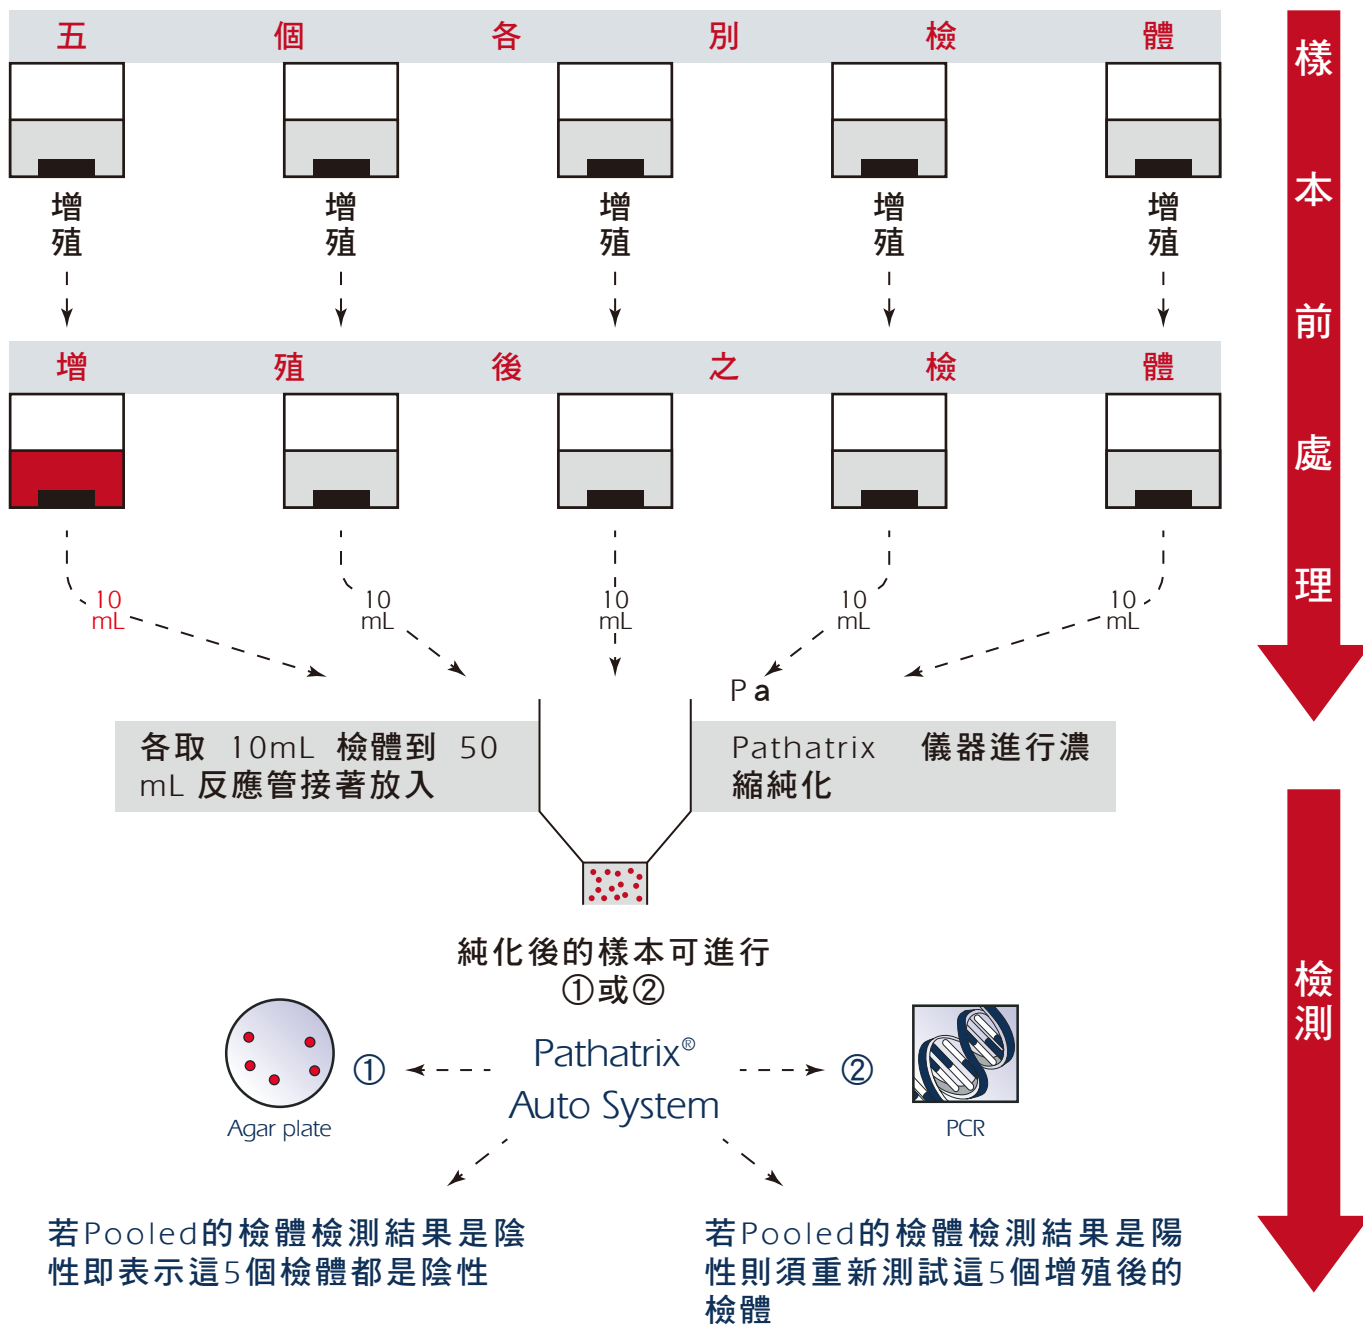 五個各別檢體
增殖 增殖 增殖 增殖 增殖
增殖後之檢體
10 mL 10 mL 10 mL 10 mL 10 mL
Pa
各取 10mL 檢體到 50
mL 反應管接著放入
Pathatrix 儀器進行濃
縮純化
純化後的樣本可進行
①或②
Pathatrix®
Auto System
①
Agar plate
②
PCR
若Pooled的檢體檢測結果是陰
性即表示這5個檢體都是陰性
若Pooled的檢體檢測結果是陽
性則須重新測試這5個增殖後的
檢體
樣本前處理
檢測